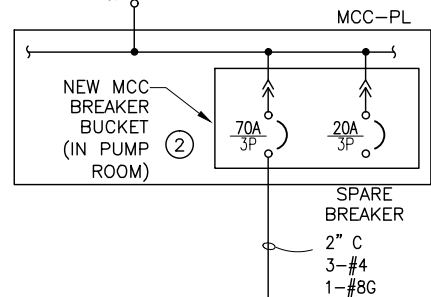 MCC-PL
NEW MCC
BREAKER
BUCKET
(IN PUMP
ROOM)
2
70A
3P
20A
3P
SPARE
BREAKER
2" C
3-#4
1-#8G